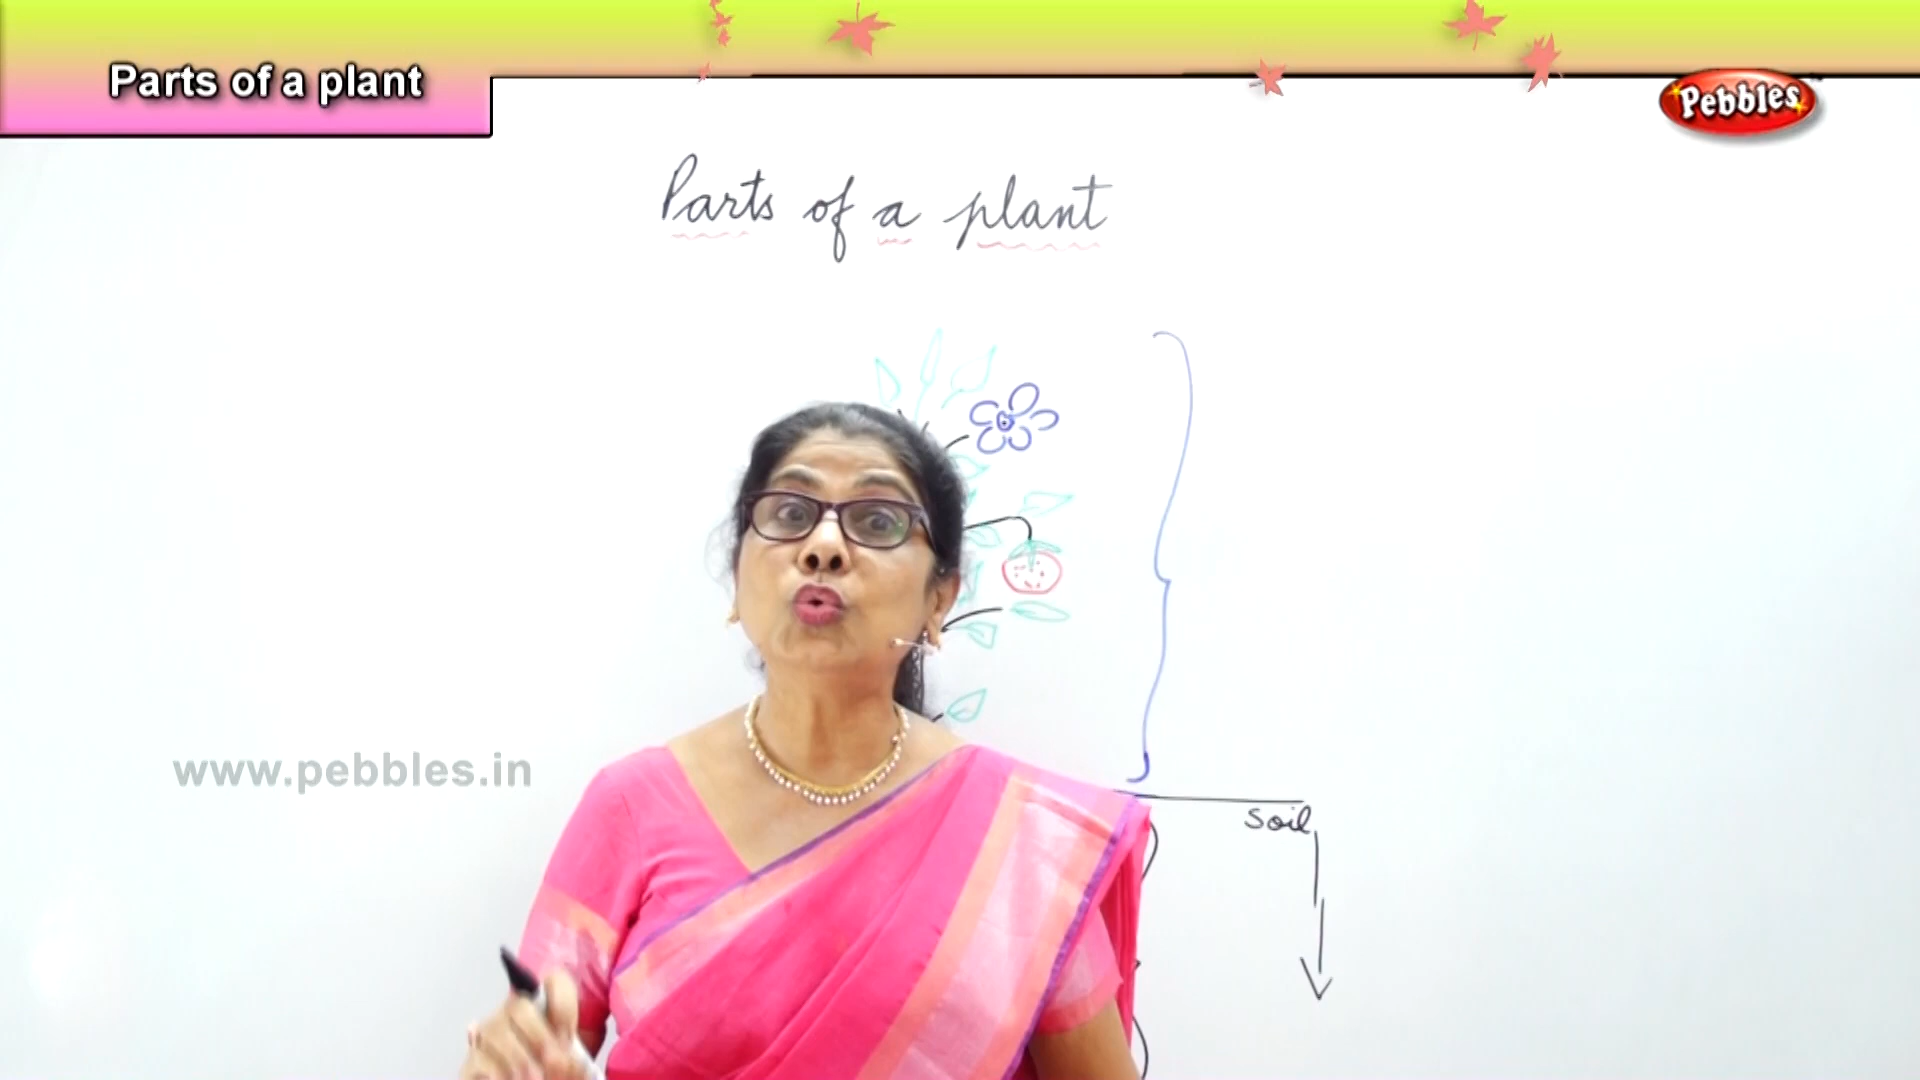 Parts of a plant
Pebbles
Parts of a plant
www.pebbles.in
Soil